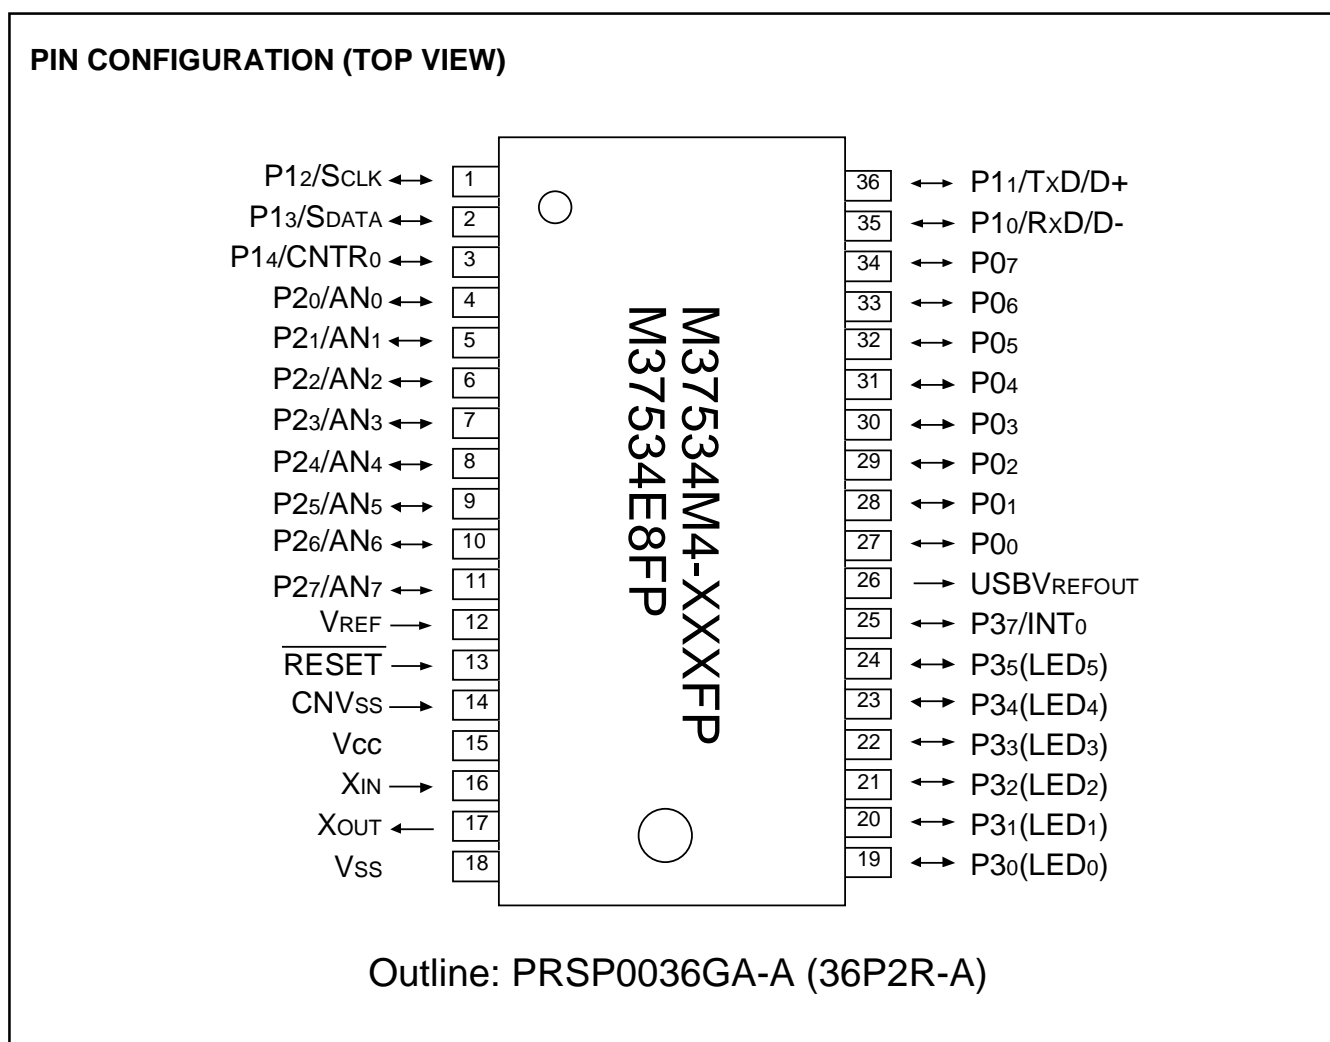 PIN CONFIGURATION (TOP VIEW)
P12/SCLK 1
P13/SDATA 2
P14/CNTR0 3
P20/AN0 4
P21/AN1 5
P22/AN2 6
P23/AN3 7
P24/AN4 8
P25/AN5 9
P26/AN6 10
P27/AN7 11
VREF 12
RESET 13
CNVSS 14
VCC 15
XIN 16
XOUT 17
VSS 18
M37534M4-XXXFP
M37534E8FP
36 P11/TXD/D+
35 P10/RXD/D-
34 P07
33 P06
32 P05
31 P04
30 P03
29 P02
28 P01
27 P00
26 USBVREFOUT
25 P37/INT0
24 P35(LED5)
23 P34(LED4)
22 P33(LED3)
21 P32(LED2)
20 P31(LED1)
19 P30(LED0)
Outline: PRSP0036GA-A (36P2R-A)